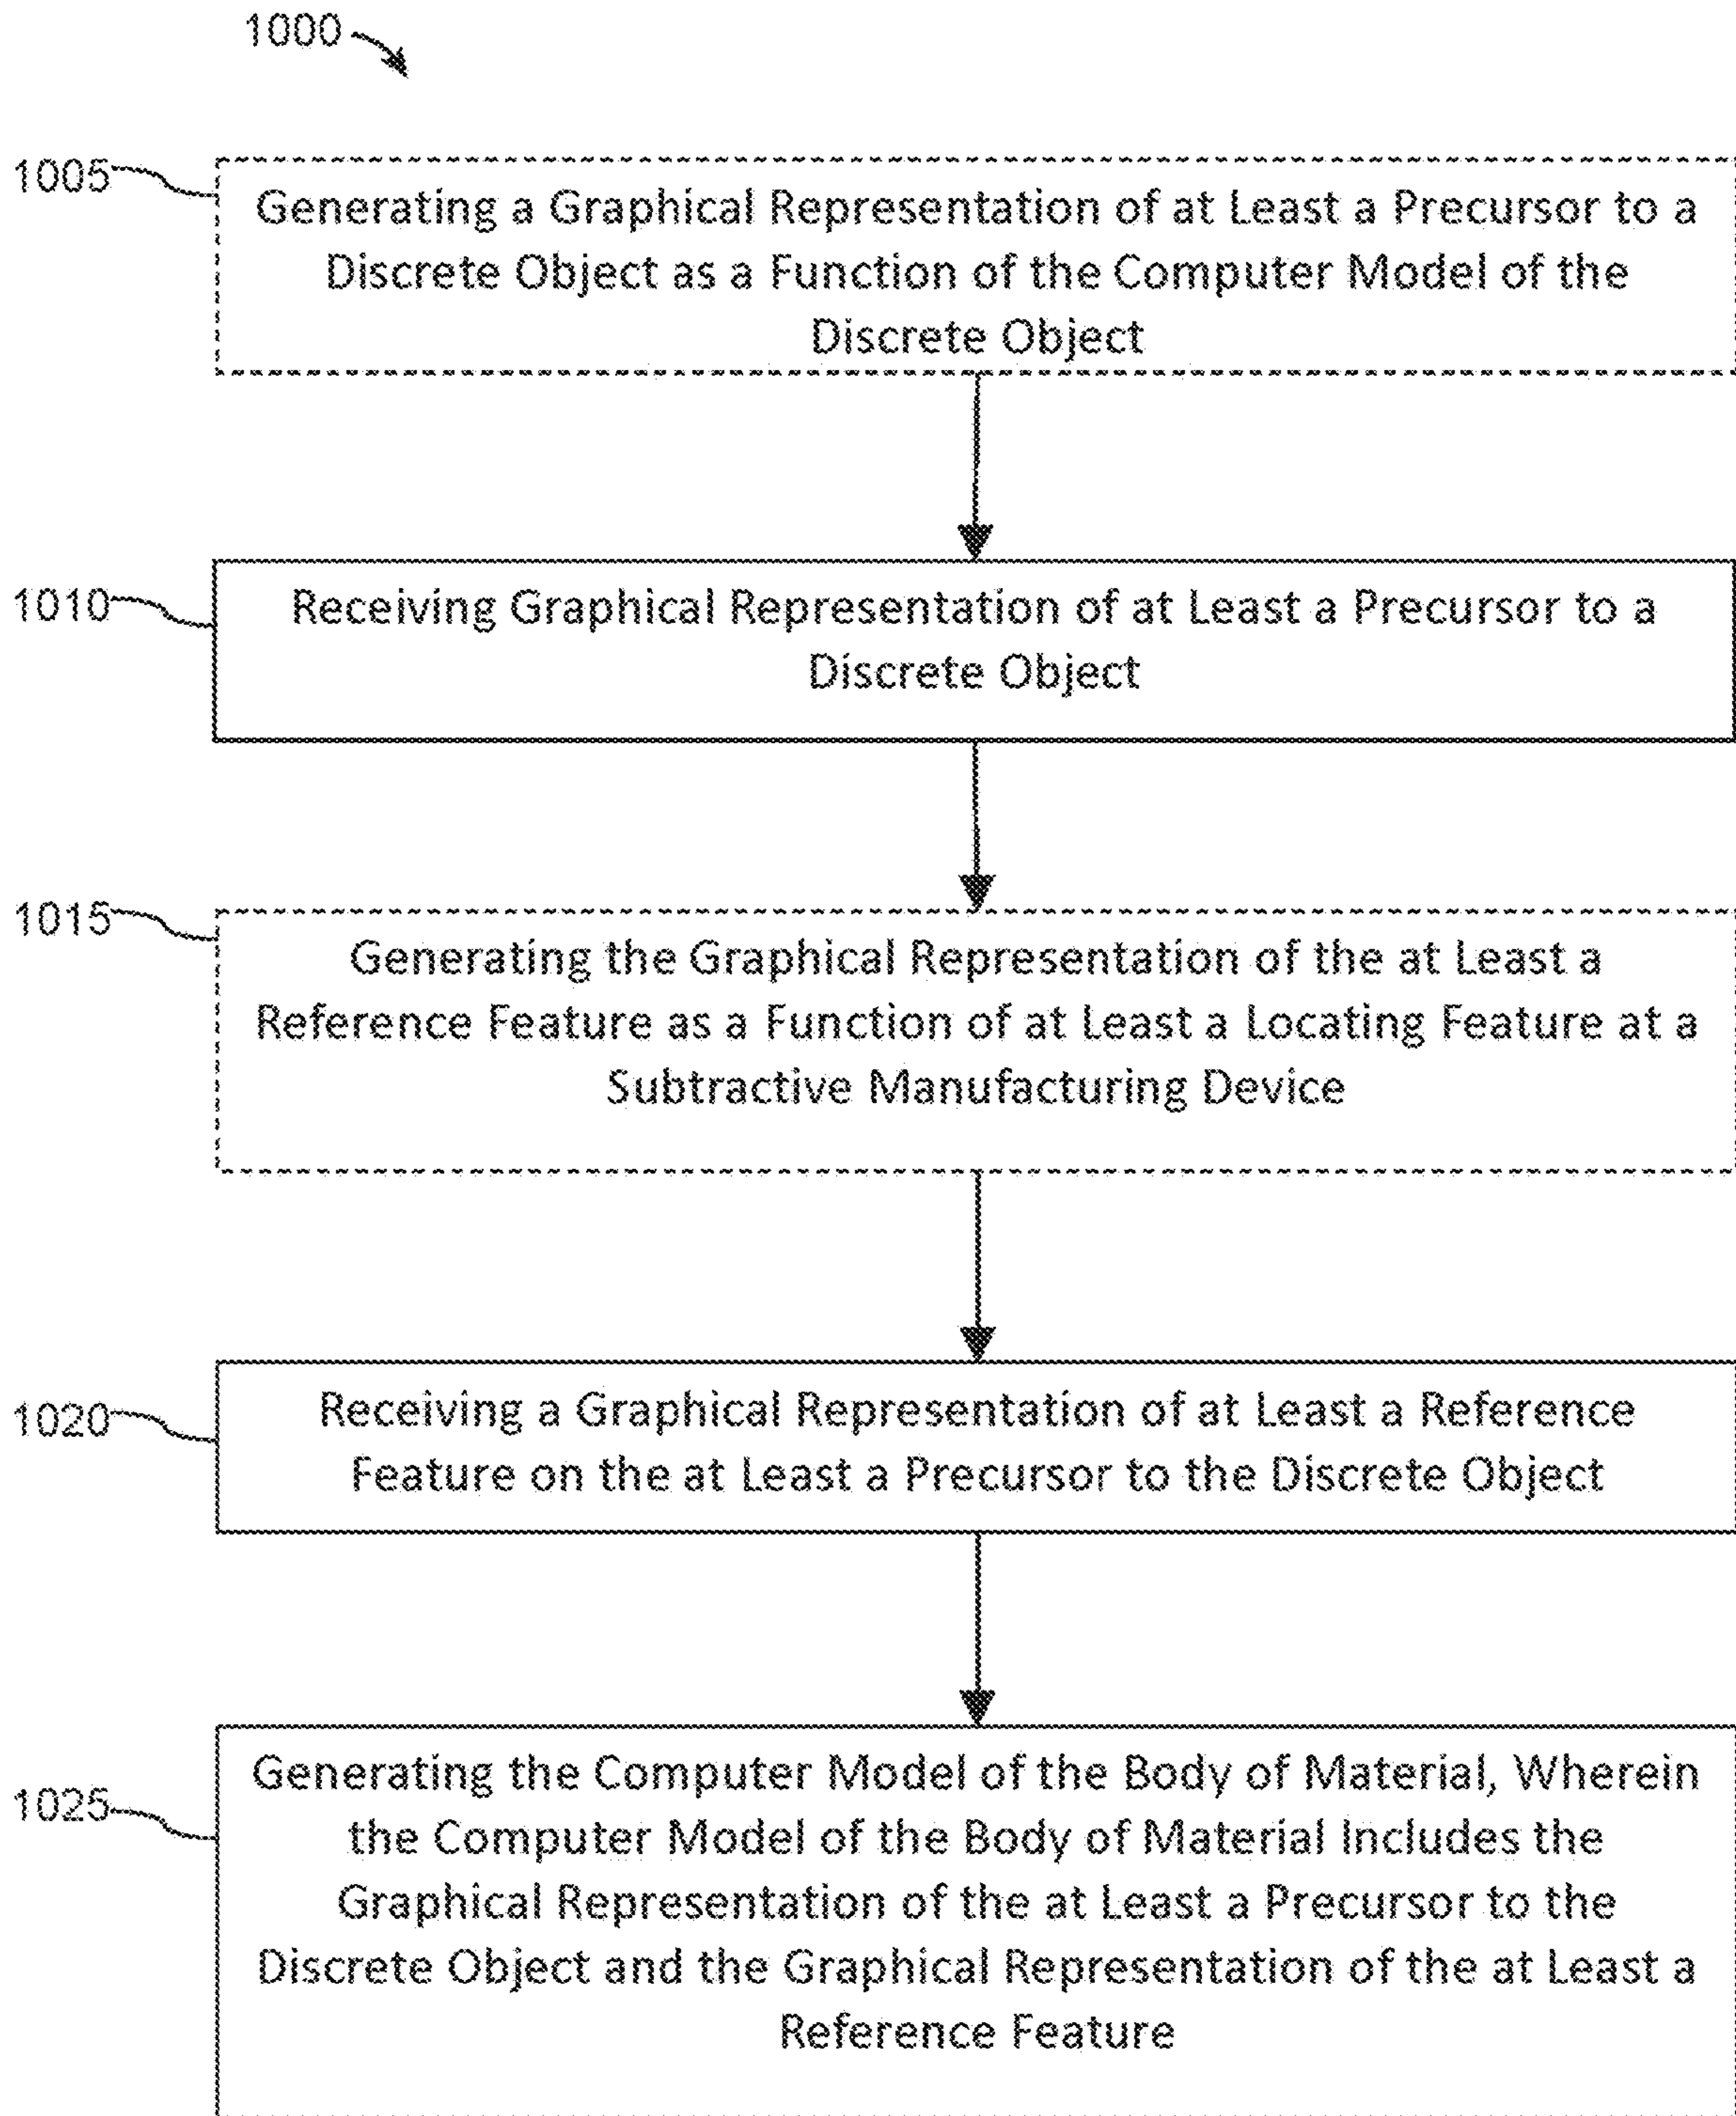 1000
1005
Generating a Graphical Representation of at Least a Precursor to a
Discrete Object as a Function of the Computer Model of the
Discrete Object
1010
Receiving Graphical Representation of at Least a Precursor to a
Discrete Object
1015
Generating the Graphical Representation of the at Least a
Reference Feature as a Function of at Least a Locating Feature at a
Subtractive Manufacturing Device
1020
Receiving a Graphical Representation of at Least a Reference
Feature on the at Least a Precursor to the Discrete Object
1025
Generating the Computer Model of the Body of Material, Wherein
the Computer Model of the Body of Material Includes the
Graphical Representation of the at Least a Precursor to the
Discrete Object and the Graphical Representation of the at Least a
Reference Feature